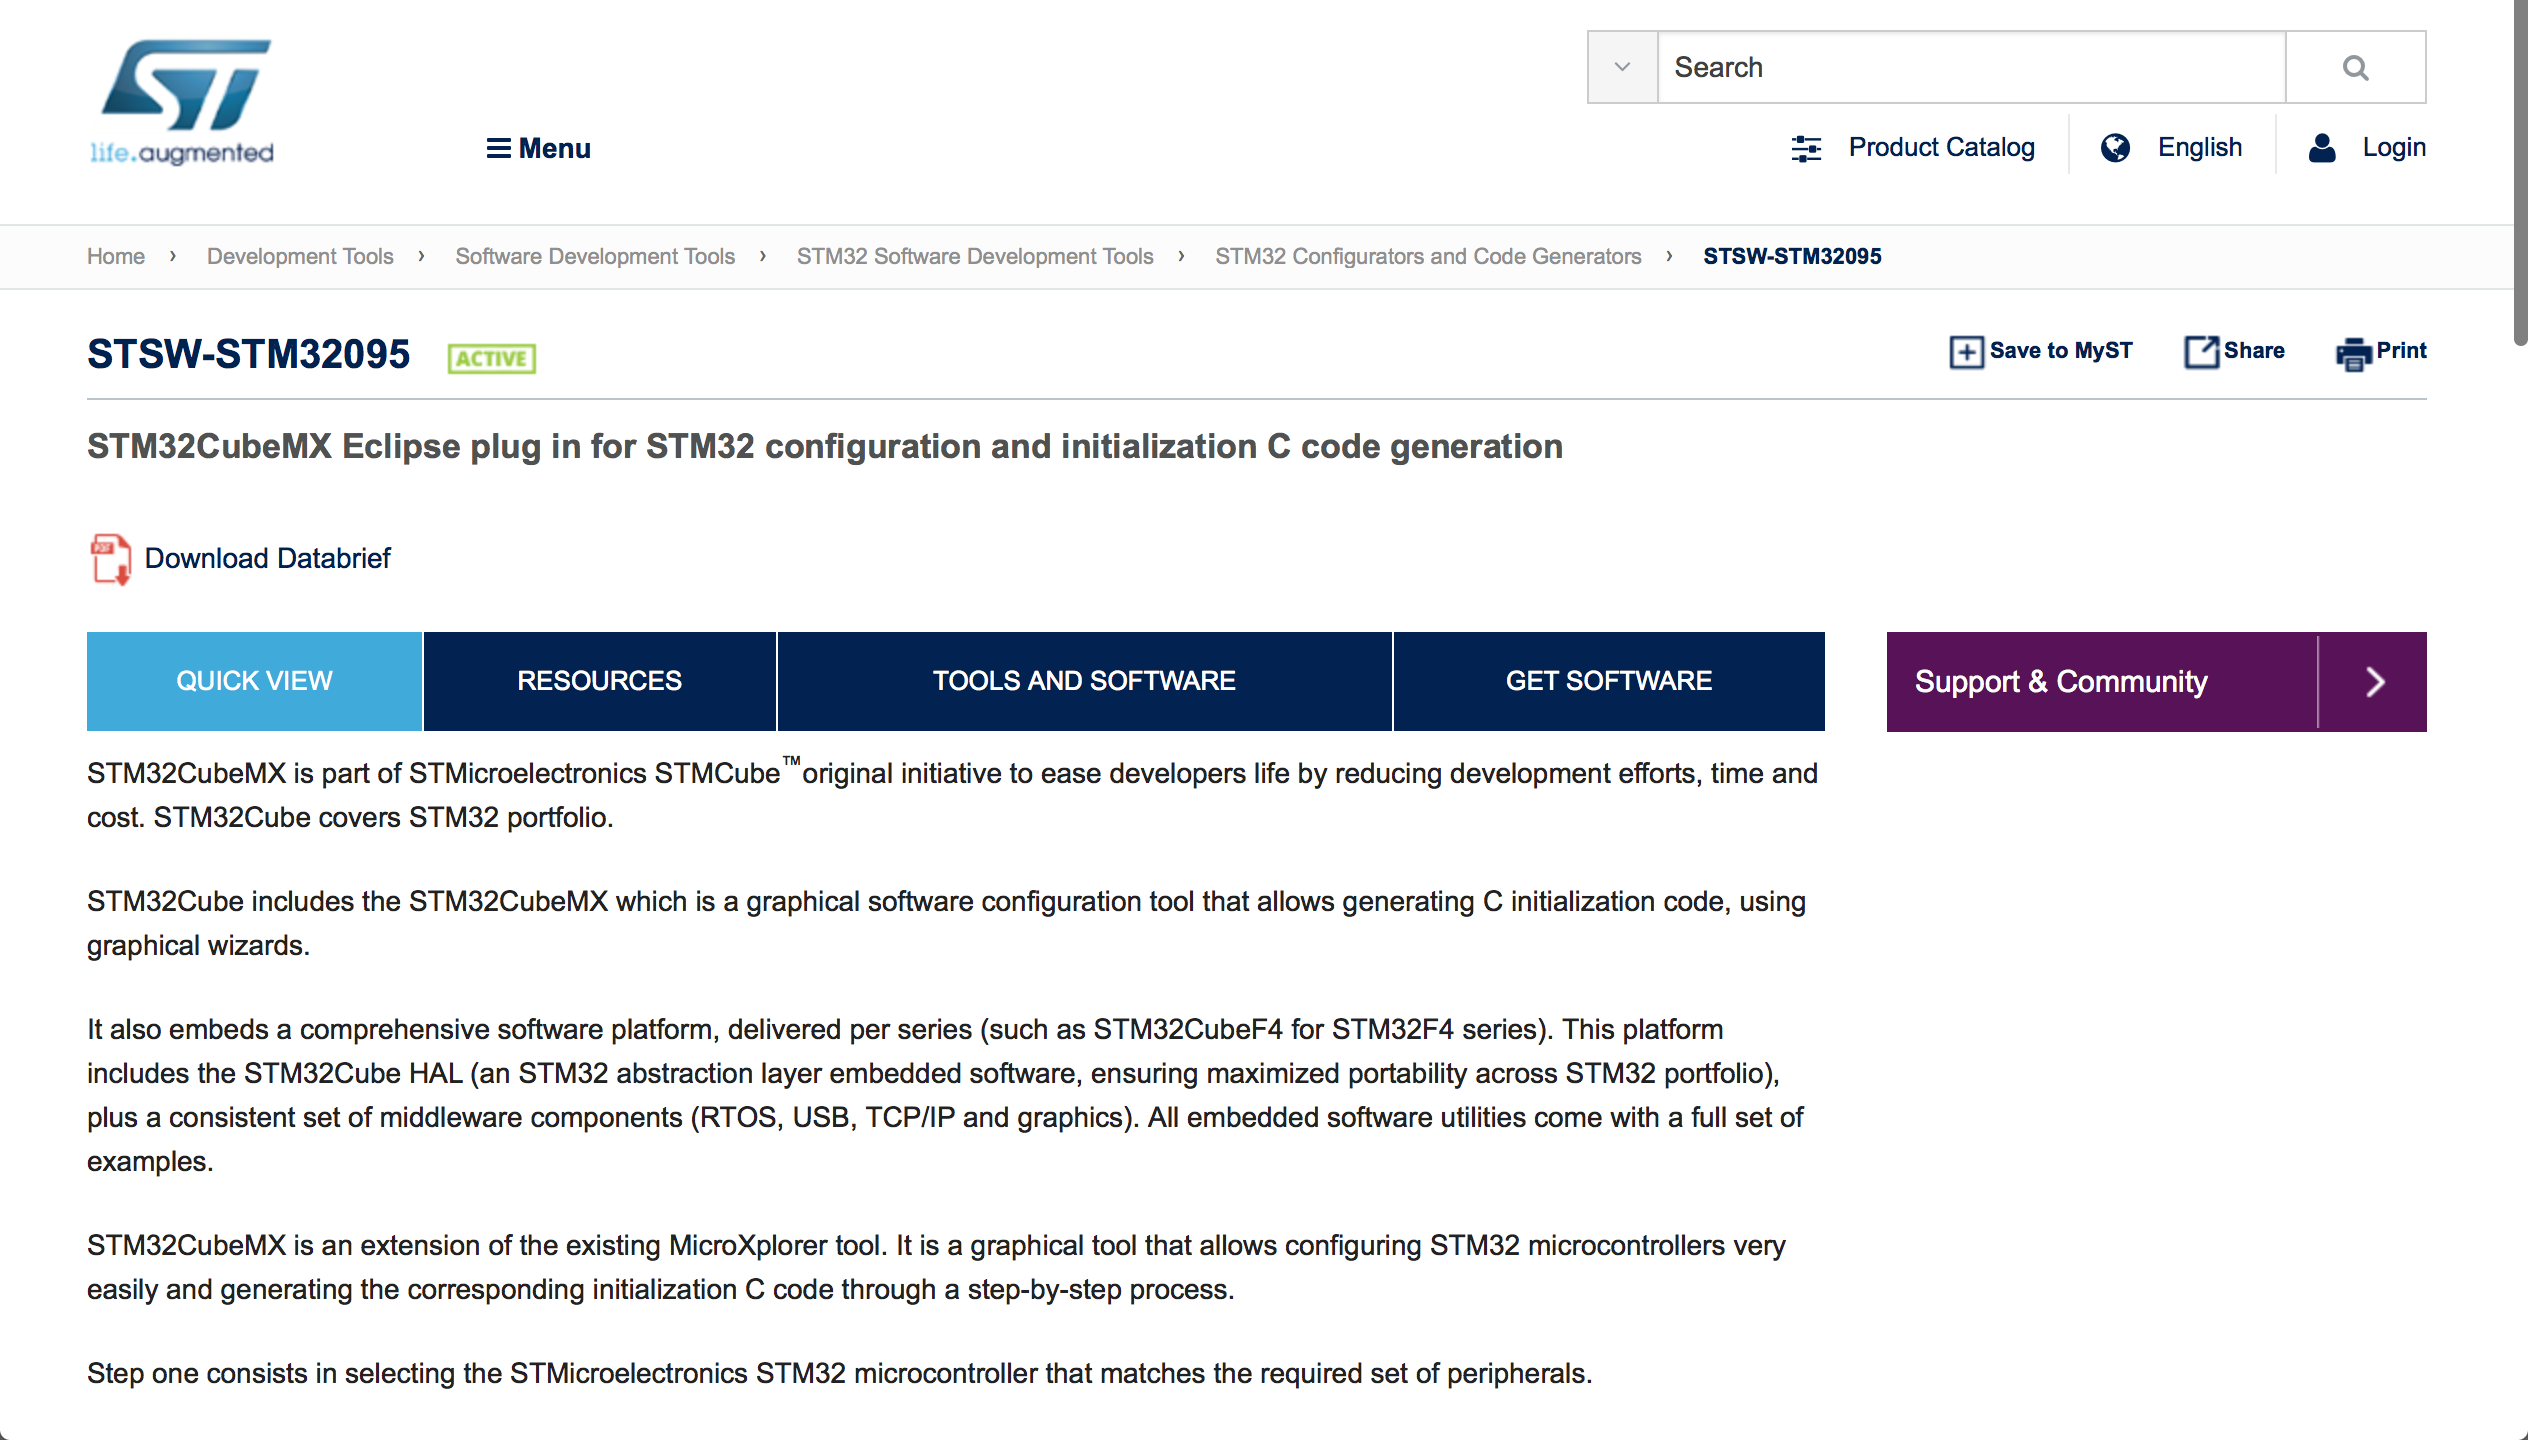 ST
life.augmented
Search
Menu
Product Catalog
English
Login
Home › Development Tools › Software Development Tools › STM32 Software Development Tools › STM32 Configurators and Code Generators › STSW-STM32095
STSW-STM32095 ACTIVE
Save to MyST
Share
Print
STM32CubeMX Eclipse plug in for STM32 configuration and initialization C code generation
PDF
Download Databrief
QUICK VIEW
RESOURCES
TOOLS AND SOFTWARE
GET SOFTWARE
Support & Community
STM32CubeMX is part of STMicroelectronics STMCube™original initiative to ease developers life by reducing development efforts, time and
cost. STM32Cube covers STM32 portfolio.
STM32Cube includes the STM32CubeMX which is a graphical software configuration tool that allows generating C initialization code, using
graphical wizards.
It also embeds a comprehensive software platform, delivered per series (such as STM32CubeF4 for STM32F4 series). This platform
includes the STM32Cube HAL (an STM32 abstraction layer embedded software, ensuring maximized portability across STM32 portfolio),
plus a consistent set of middleware components (RTOS, USB, TCP/IP and graphics). All embedded software utilities come with a full set of
examples.
STM32CubeMX is an extension of the existing MicroXplorer tool. It is a graphical tool that allows configuring STM32 microcontrollers very
easily and generating the corresponding initialization C code through a step-by-step process.
Step one consists in selecting the STMicroelectronics STM32 microcontroller that matches the required set of peripherals.